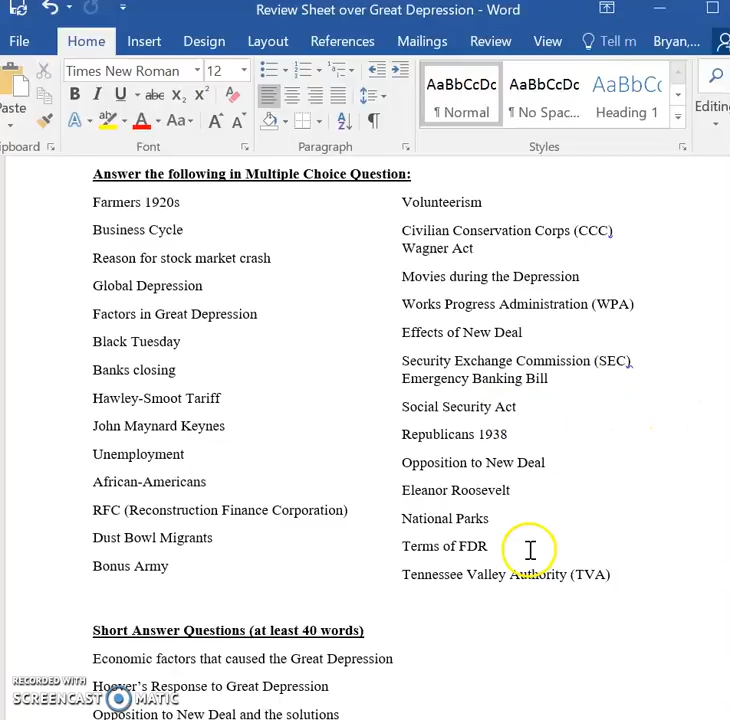 Review Sheet over Great Depression - Word
File Home Insert Design Layout References Mailings Review View Tell m Bryan,...
Times New Roman 12
B I U abc X₂ X² AaBbCcDc AaBbCcDc AaBbC
Paste A ab A Aa A A ¶ Normal ¶ No Spac... Heading 1 Editing
Font Paragraph Styles
Answer the following in Multiple Choice Question:
Farmers 1920s
Business Cycle
Reason for stock market crash
Global Depression
Factors in Great Depression
Black Tuesday
Banks closing
Hawley-Smoot Tariff
John Maynard Keynes
Unemployment
African-Americans
RFC (Reconstruction Finance Corporation)
Dust Bowl Migrants
Bonus Army
Volunteerism
Civilian Conservation Corps (CCC)
Wagner Act
Movies during the Depression
Works Progress Administration (WPA)
Effects of New Deal
Security Exchange Commission (SEC)
Emergency Banking Bill
Social Security Act
Republicans 1938
Opposition to New Deal
Eleanor Roosevelt
National Parks
Terms of FDR
Tennessee Valley Authority (TVA)
Short Answer Questions (at least 40 words)
Economic factors that caused the Great Depression
Hoover's Response to Great Depression
Opposition to New Deal and the solutions
RECORDED WITH
SCREENCAST MATIC